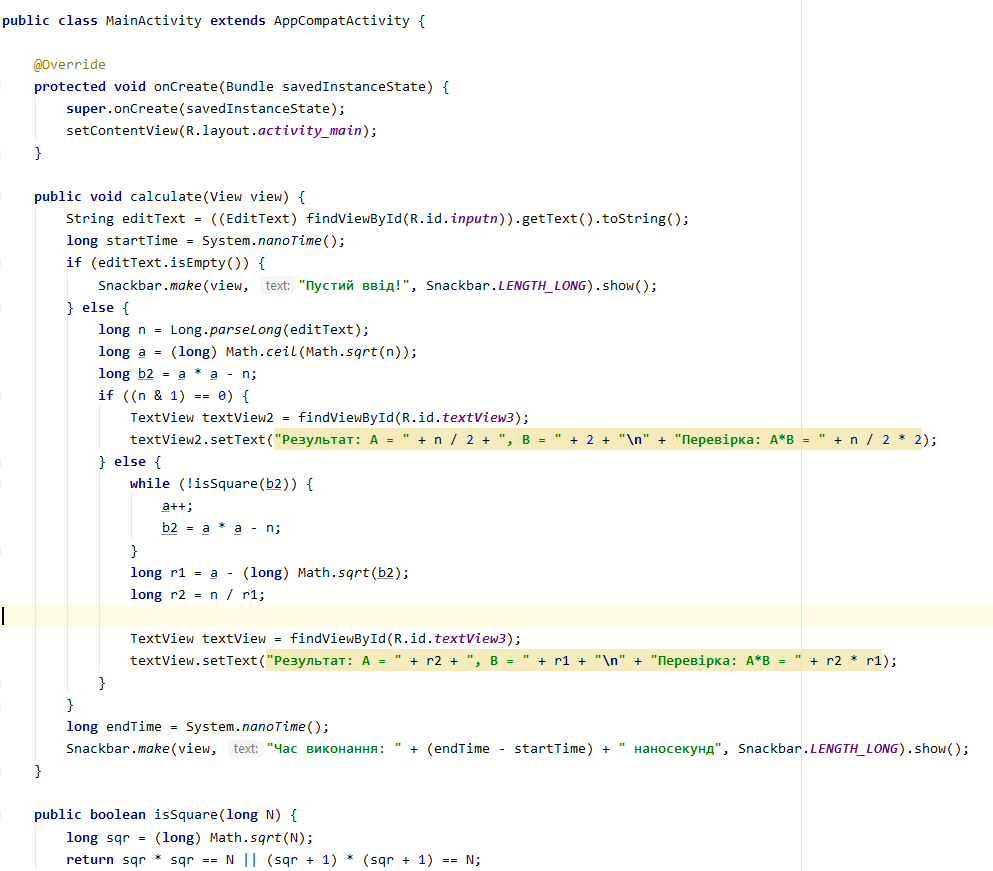 public class MainActivity extends AppCompatActivity {
@Override
protected void onCreate(Bundle savedInstanceState) {
super.onCreate(savedInstanceState);
setContentView(R.layout.activity_main);
}
public void calculate(View view) {
String editText = ((EditText) findViewById(R.id.inputn)).getText().toString();
long startTime = System.nanoTime();
if (editText.isEmpty()) {
Snackbar.make(view, text: "Пустий ввід!", Snackbar.LENGTH_LONG).show();
} else {
long n = Long.parseLong(editText);
long a = (long) Math.ceil(Math.sqrt(n));
long b2 = a * a - n;
if ((n & 1) == 0) {
TextView textView2 = findViewById(R.id.textView3);
textView2.setText("Результат: A = " + n / 2 + ", B = " + 2 + "\n" + "Перевірка: A*B = " + n / 2 * 2);
} else {
while (!isSquare(b2)) {
a++;
b2 = a * a - n;
}
long r1 = a - (long) Math.sqrt(b2);
long r2 = n / r1;
TextView textView = findViewById(R.id.textView3);
textView.setText("Результат: A = " + r2 + ", B = " + r1 + "\n" + "Перевірка: A*B = " + r2 * r1);
}
}
long endTime = System.nanoTime();
Snackbar.make(view, text: "Час виконання: " + (endTime - startTime) + " наносекунд", Snackbar.LENGTH_LONG).show();
}
public boolean isSquare(long N) {
long sqr = (long) Math.sqrt(N);
return sqr * sqr == N || (sqr + 1) * (sqr + 1) == N;